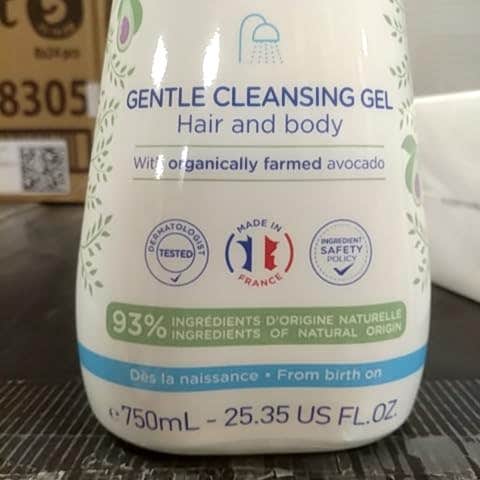 8305
GENTLE CLEANSING GEL
Hair and body
With organically farmed avocado
DERMATOLOGIST
TESTED
MADE IN
FRANCE
INGREDIENT
SAFETY
POLICY
93% INGRÉDIENTS D'ORIGINE NATURELLE
INGREDIENTS OF NATURAL ORIGIN
Dès la naissance • From birth on
℮750mL - 25.35 US FL.OZ.